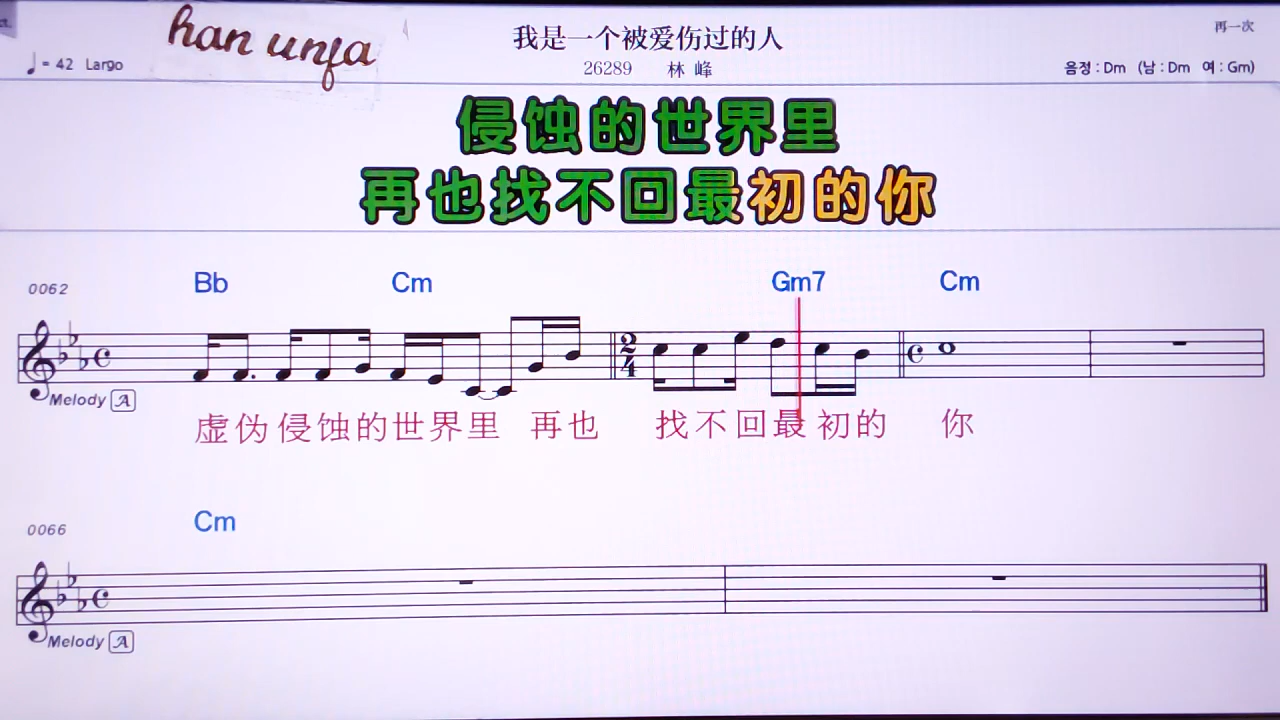 han unfa
我是一个被爱伤过的人
再一次
♩= 42 Largo
26289 林 峰
음정 : Dm (남 : Dm 여 : Gm)
侵蚀的世界里
再也找不回最初的你
0062 Bb Cm Gm7 Cm
2
4
Melody A
虚伪侵蚀的世界里 再也 找不回最初的 你
0066 Cm
Melody A